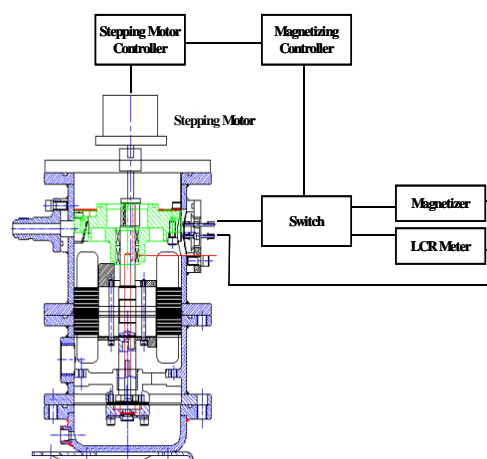 Stepping Motor
Controller
Magnetizing
Controller
Stepping Motor
Switch
Magnetizer
LCR Meter